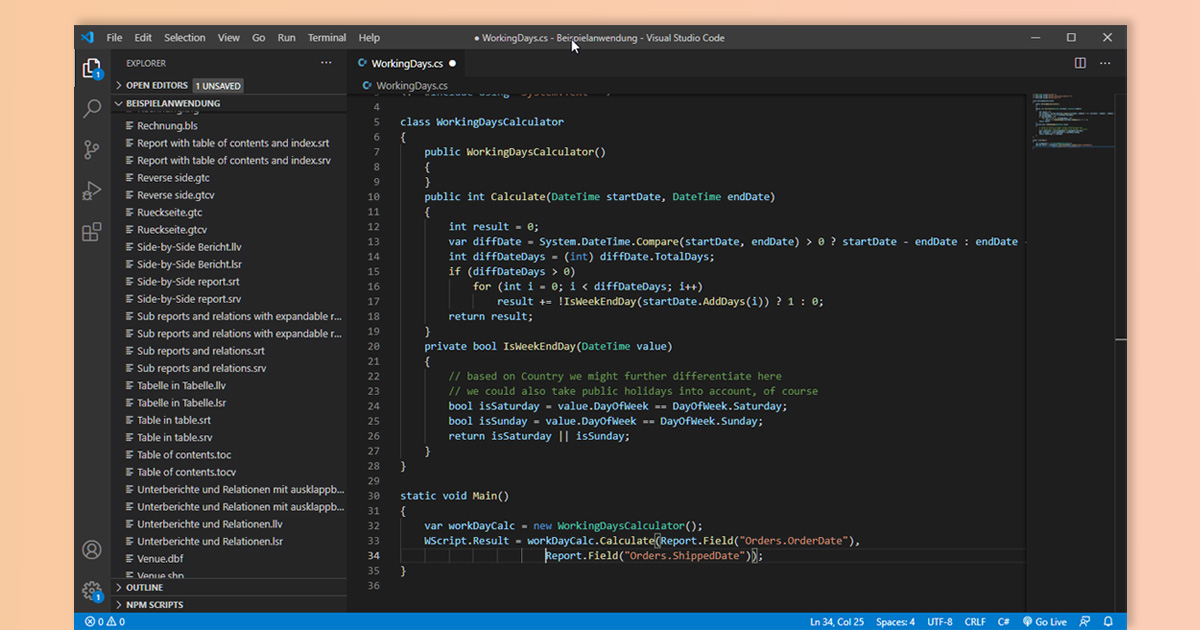 File Edit Selection View Go Run Terminal Help
● WorkingDays.cs - Beispielanwendung - Visual Studio Code
EXPLORER
OPEN EDITORS 1 UNSAVED
BEISPIELANWENDUNG
Rechnung.bls
Report with table of contents and index.srt
Report with table of contents and index.srv
Reverse side.gtc
Reverse side.gtcv
Rueckseite.gtc
Rueckseite.gtcv
Side-by-Side Bericht.llv
Side-by-Side Bericht.lsr
Side-by-Side report.srt
Side-by-Side report.srv
Sub reports and relations with expandable r...
Sub reports and relations with expandable r...
Sub reports and relations.srt
Sub reports and relations.srv
Tabelle in Tabelle.llv
Tabelle in Tabelle.lsr
Table in table.srt
Table in table.srv
Table of contents.toc
Table of contents.tocv
Unterberichte und Relationen mit ausklappb...
Unterberichte und Relationen mit ausklappb...
Unterberichte und Relationen.llv
Unterberichte und Relationen.lsr
Venue.dbf
Venue.shp
OUTLINE
NPM SCRIPTS
1
1
WorkingDays.cs ●
WorkingDays.cs
4
5 class WorkingDaysCalculator
6 {
7 public WorkingDaysCalculator()
8 {
9 }
10 public int Calculate(DateTime startDate, DateTime endDate)
11 {
12 int result = 0;
13 var diffDate = System.DateTime.Compare(startDate, endDate) > 0 ? startDate - endDate : endDate -
14 int diffDateDays = (int) diffDate.TotalDays;
15 if (diffDateDays > 0)
16 for (int i = 0; i < diffDateDays; i++)
17 result += !IsWeekEndDay(startDate.AddDays(i)) ? 1 : 0;
18 return result;
19 }
20 private bool IsWeekEndDay(DateTime value)
21 {
22 // based on Country we might further differentiate here
23 // we could also take public holidays into account, of course
24 bool isSaturday = value.DayOfWeek == DayOfWeek.Saturday;
25 bool isSunday = value.DayOfWeek == DayOfWeek.Sunday;
26 return isSaturday || isSunday;
27 }
28 }
29
30 static void Main()
31 {
32 var workDayCalc = new WorkingDaysCalculator();
33 WScript.Result = workDayCalc.Calculate(Report.Field("Orders.OrderDate"),
34 Report.Field("Orders.ShippedDate"));
35 }
36
0 0 Ln 34, Col 25 Spaces: 4 UTF-8 CRLF C# Go Live